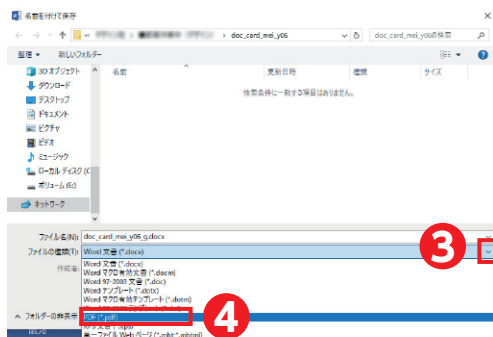 名前を付けて保存
doc_card_mei_y06
doc_card_mei_y06の検索
整理
新しいフォルダー
名前
更新日時
種類
サイズ
3D オブジェクト
ダウンロード
デスクトップ
ドキュメント
ピクチャ
ビデオ
ミュージック
ローカル ディスク (C
ボリューム (E:)
ネットワーク
検索条件に一致する項目はありません。
ファイル名(N):
doc_card_mei_y06_g.docx
ファイルの種類(T):
Word 文書 (*.docx)
3
作成者:
Word 文書 (*.docx)
Word マクロ有効文書 (*.docm)
Word 97-2003 文書 (*.doc)
Word テンプレート (*.dotx)
Word マクロ有効テンプレート (*.dotm)
フォルダーの非表示
PDF (*.pdf)
4
単一ファイル Web ページ (*.mht;*.mhtml)